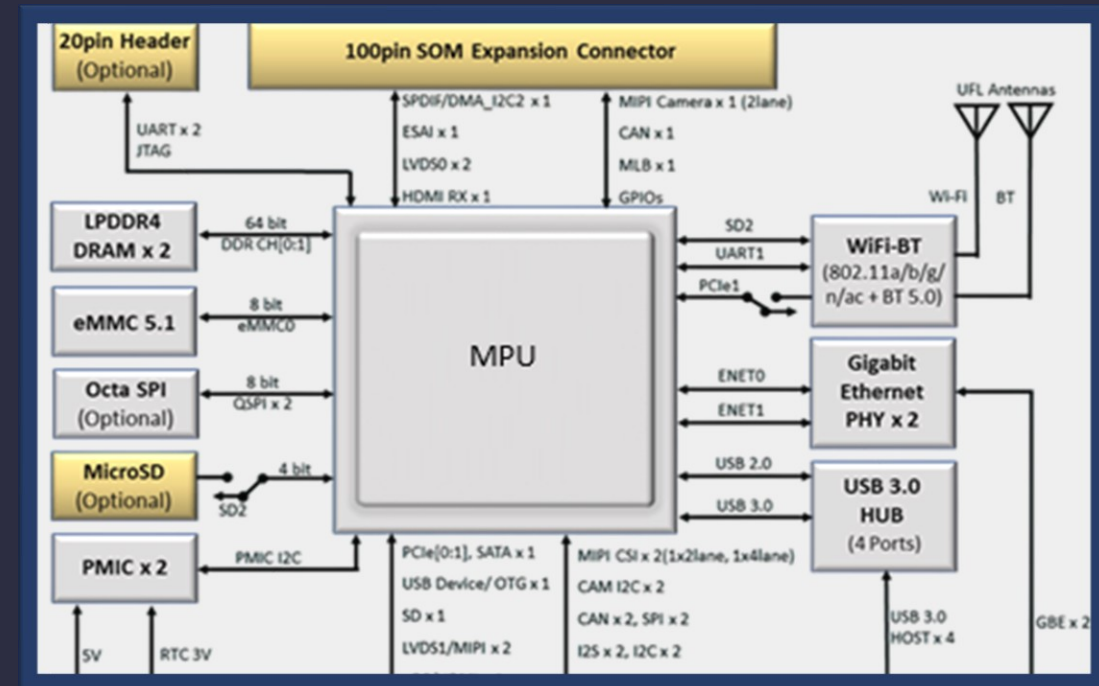 20pin Header
(Optional)
100pin SOM Expansion Connector
UFL Antennas
UART x 2
JTAG
SPDIF/DMA_I2C2 x 1
ESAI x 1
LVDS0 x 2
HDMI RX x 1
MIPI Camera x 1 (2lane)
CAN x 1
MLB x 1
GPIOs
Wi-Fi
BT
LPDDR4
DRAM x 2
64 bit
DDR CH[0:1]
eMMC 5.1
8 bit
eMMC0
Octa SPI
(Optional)
8 bit
QSPI x 2
MicroSD
(Optional)
4 bit
SD2
PMIC x 2
PMIC I2C
5V
RTC 3V
MPU
SD2
UART1
PCIe1
WiFi-BT
(802.11a/b/g/
n/ac + BT 5.0)
ENET0
ENET1
Gigabit
Ethernet
PHY x 2
USB 2.0
USB 3.0
USB 3.0
HUB
(4 Ports)
PCIe[0:1], SATA x 1
USB Device/ OTG x 1
SD x 1
LVDS1/MIPI x 2
MIPI CSI x 2(1x2lane, 1x4lane)
CAM I2C x 2
CAN x 2, SPI x 2
I2S x 2, I2C x 2
USB 3.0
HOST x 4
GBE x 2